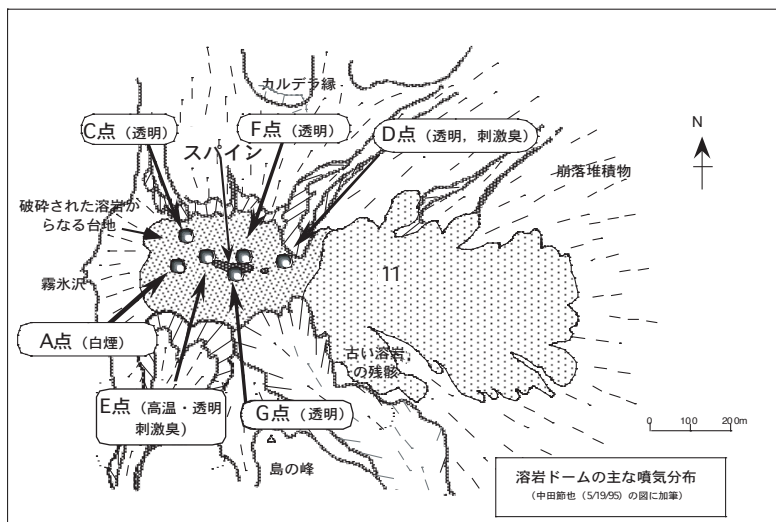 カルデラ縁
C点（透明）
F点（透明）
D点（透明，刺激臭）
N
スパイン
崩落堆積物
破砕された溶岩か
らなる台地
霧氷沢
11
A点（白煙）
古い溶岩
の残骸
E点（高温・透明
刺激臭）
G点（透明）
島の峰
0 100 200m
溶岩ドームの主な噴気分布
（中田節也（5/19/95）の図に加筆）